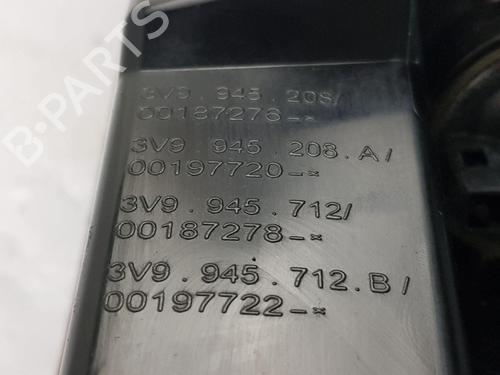 B-PARTS
3V9.945.208/
00187276-×
3V9.945.208.A/
00197720-×
3V9.945.712/
00187278-×
3V9.945.712.B/
00197722-×